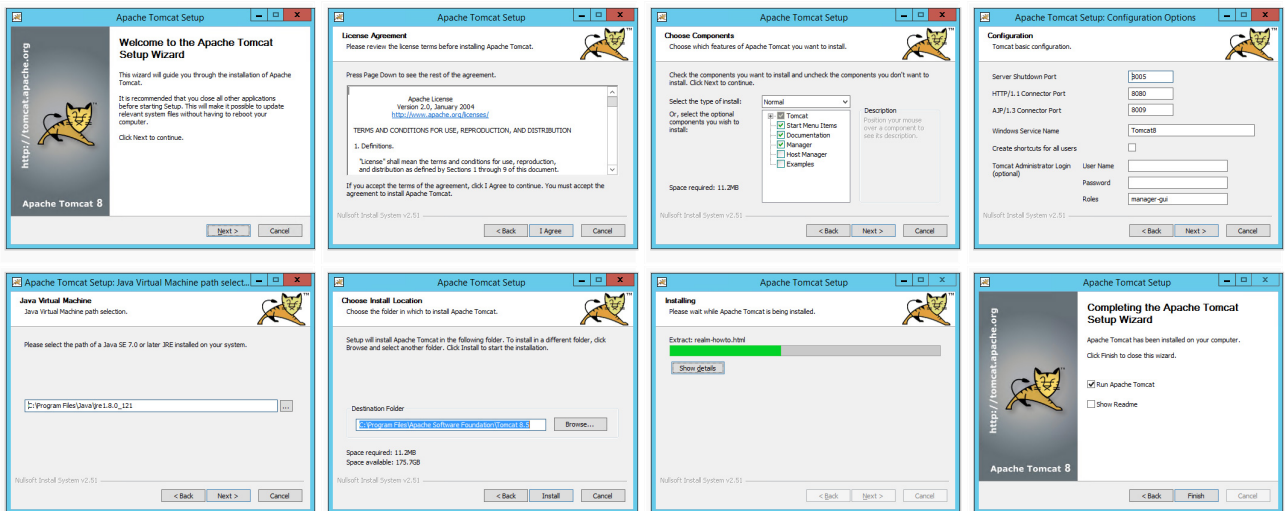 Apache Tomcat Setup
http://tomcat.apache.org
Apache Tomcat 8
Welcome to the Apache Tomcat
Setup Wizard
This wizard will guide you through the installation of Apache
Tomcat.
It is recommended that you close all other applications
before starting Setup. This will make it possible to update
relevant system files without having to reboot your
computer.
Click Next to continue.
Next >
Cancel
Apache Tomcat Setup
License Agreement
Please review the license terms before installing Apache Tomcat.
TM
Press Page Down to see the rest of the agreement.
Apache License
Version 2.0, January 2004
http://www.apache.org/licenses/
TERMS AND CONDITIONS FOR USE, REPRODUCTION, AND DISTRIBUTION
1. Definitions.
"License" shall mean the terms and conditions for use, reproduction,
and distribution as defined by Sections 1 through 9 of this document.
If you accept the terms of the agreement, click I Agree to continue. You must accept the
agreement to install Apache Tomcat.
Nullsoft Install System v2.51
< Back
I Agree
Cancel
Apache Tomcat Setup
Choose Components
Choose which features of Apache Tomcat you want to install.
TM
Check the components you want to install and uncheck the components you don't want to
install. Click Next to continue.
Select the type of install:
Normal
Or, select the optional
components you wish to
install:
Tomcat
Start Menu Items
Documentation
Manager
Host Manager
Examples
Description
Position your mouse
over a component to
see its description.
Space required: 11.2MB
Nullsoft Install System v2.51
< Back
Next >
Cancel
Apache Tomcat Setup: Configuration Options
Configuration
Tomcat basic configuration.
TM
Server Shutdown Port
8005
HTTP/1.1 Connector Port
8080
AJP/1.3 Connector Port
8009
Windows Service Name
Tomcat8
Create shortcuts for all users
Tomcat Administrator Login
(optional)
User Name
Password
Roles
manager-gui
Nullsoft Install System v2.51
< Back
Next >
Cancel
Apache Tomcat Setup: Java Virtual Machine path select...
Java Virtual Machine
Java Virtual Machine path selection.
TM
Please select the path of a Java SE 7.0 or later JRE installed on your system.
C:\Program Files\Java\jre1.8.0_121
...
Nullsoft Install System v2.51
< Back
Next >
Cancel
Apache Tomcat Setup
Choose Install Location
Choose the folder in which to install Apache Tomcat.
TM
Setup will install Apache Tomcat in the following folder. To install in a different folder, click
Browse and select another folder. Click Install to start the installation.
Destination Folder
C:\Program Files\Apache Software Foundation\Tomcat 8.5
Browse...
Space required: 11.2MB
Space available: 175.7GB
Nullsoft Install System v2.51
< Back
Install
Cancel
Apache Tomcat Setup
Installing
Please wait while Apache Tomcat is being installed.
TM
Extract: realm-howto.html
Show details
Nullsoft Install System v2.51
< Back
Next >
Cancel
Apache Tomcat Setup
http://tomcat.apache.org
Apache Tomcat 8
Completing the Apache Tomcat
Setup Wizard
Apache Tomcat has been installed on your computer.
Click Finish to close this wizard.
Run Apache Tomcat
Show Readme
< Back
Finish
Cancel